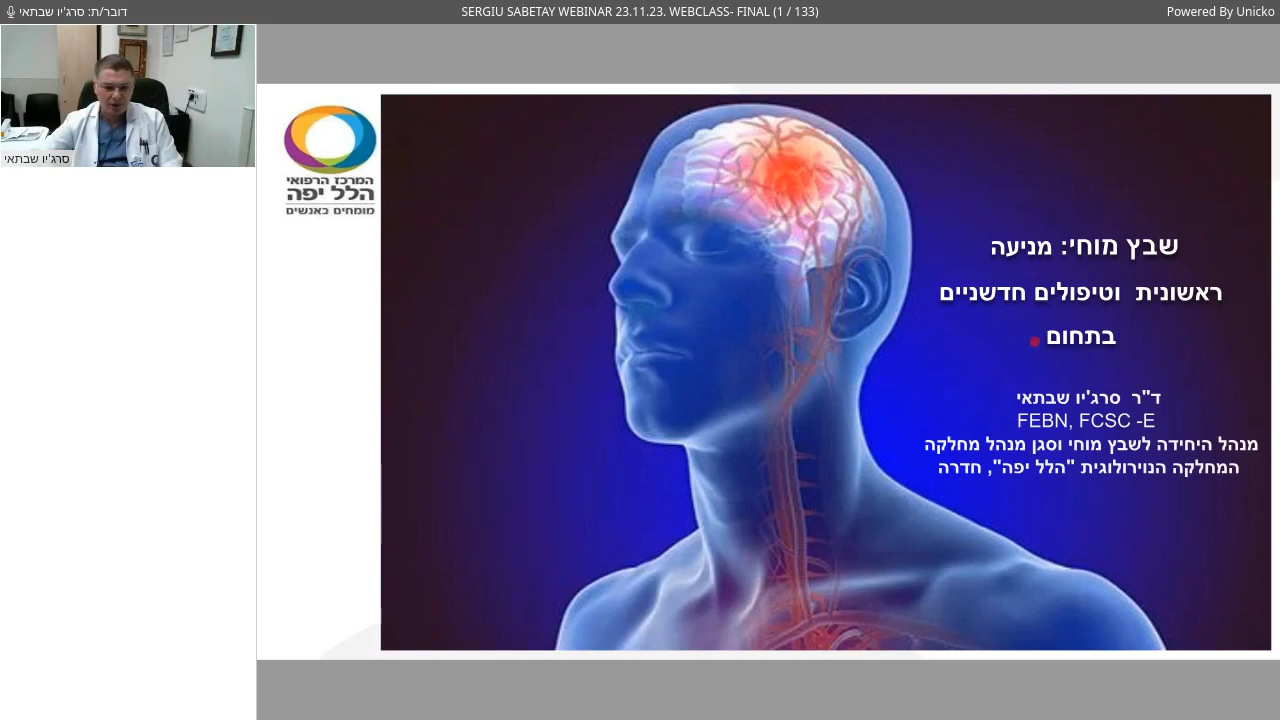 דובר/ת: סרג'יו שבתאי
SERGIU SABETAY WEBINAR 23.11.23. WEBCLASS- FINAL (1 / 133)
Powered By Unicko
סרג'יו שבתאי
המרכז הרפואי
הלל יפה
מומחים באנשים
שבץ מוחי: מניעה
ראשונית וטיפולים חדשניים
בתחום
ד"ר סרג'יו שבתאי
FEBN, FCSC -E
מנהל היחידה לשבץ מוחי וסגן מנהל מחלקה
המחלקה הנוירולוגית "הלל יפה", חדרה